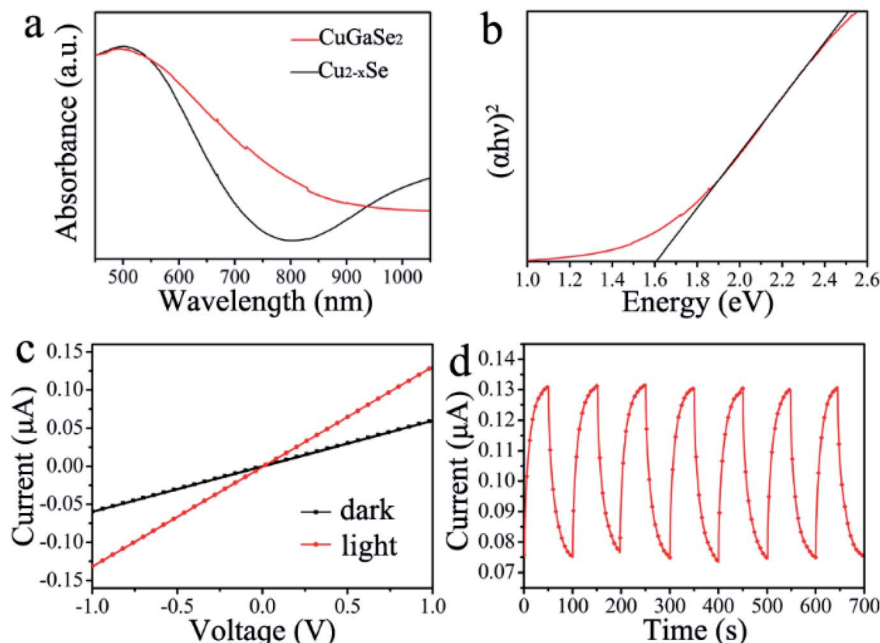 a
CuGaSe2
Cu2-xSe
Absorbance (a.u.)
500 600 700 800 900 1000
Wavelength (nm)
b
(αhν)2
1.0 1.2 1.4 1.6 1.8 2.0 2.2 2.4 2.6
Energy (eV)
c
Current (μA)
0.15
0.10
0.05
0.00
-0.05
-0.10
-0.15
dark
light
-1.0 -0.5 0.0 0.5 1.0
Voltage (V)
d
Current (μA)
0.14
0.13
0.12
0.11
0.10
0.09
0.08
0.07
0 100 200 300 400 500 600 700
Time (s)